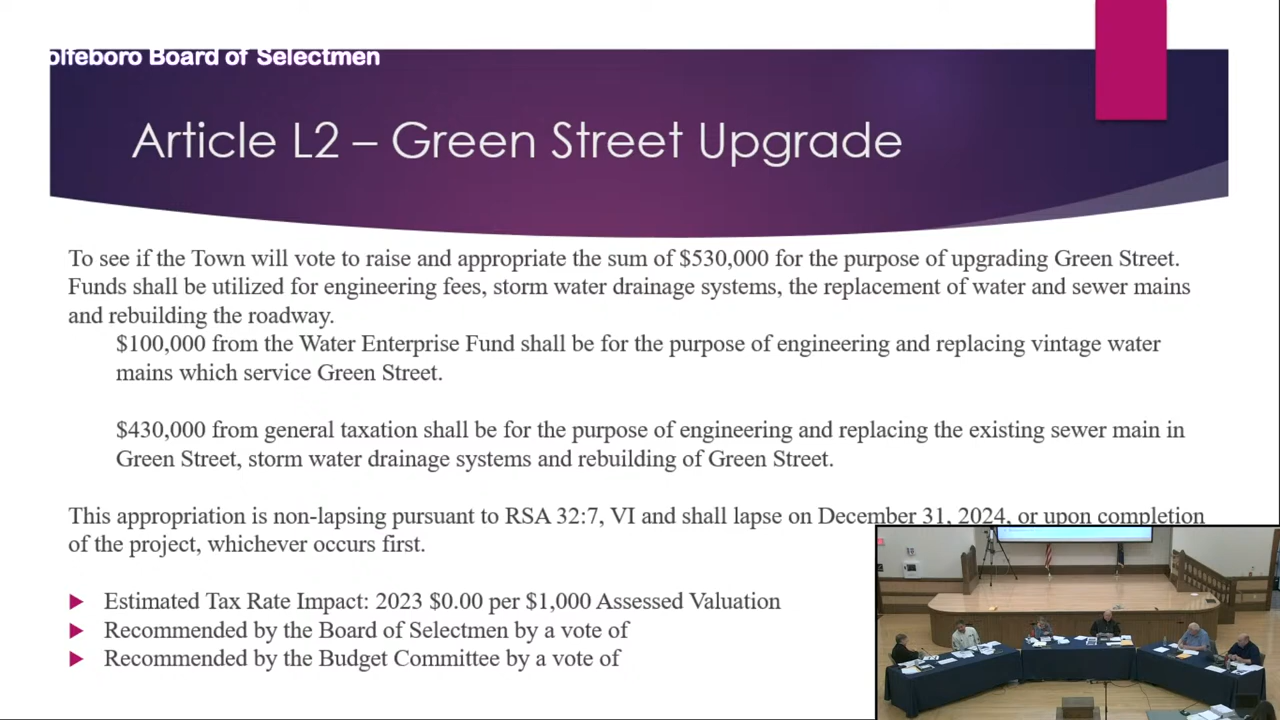 olfeboro Board of Selectmen
Article L2 – Green Street Upgrade
To see if the Town will vote to raise and appropriate the sum of $530,000 for the purpose of upgrading Green Street.
Funds shall be utilized for engineering fees, storm water drainage systems, the replacement of water and sewer mains
and rebuilding the roadway.
$100,000 from the Water Enterprise Fund shall be for the purpose of engineering and replacing vintage water
mains which service Green Street.
$430,000 from general taxation shall be for the purpose of engineering and replacing the existing sewer main in
Green Street, storm water drainage systems and rebuilding of Green Street.
This appropriation is non-lapsing pursuant to RSA 32:7, VI and shall lapse on December 31, 2024, or upon completion
of the project, whichever occurs first.
Estimated Tax Rate Impact: 2023 $0.00 per $1,000 Assessed Valuation
Recommended by the Board of Selectmen by a vote of
Recommended by the Budget Committee by a vote of